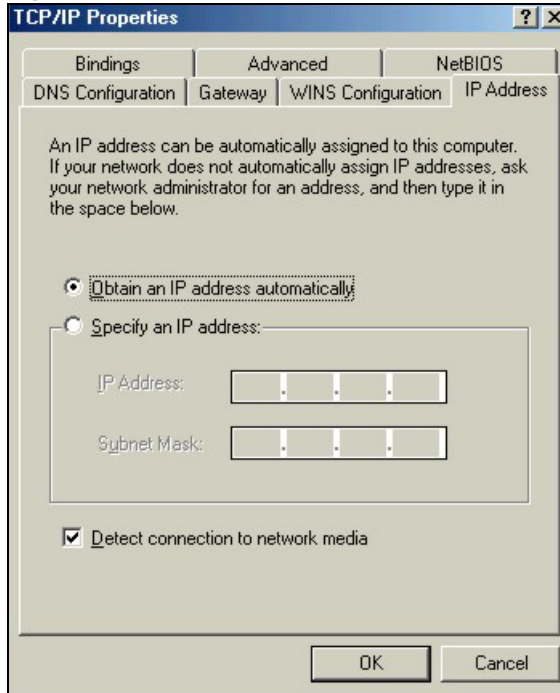 TCP/IP Properties
Bindings Advanced NetBIOS
DNS Configuration Gateway WINS Configuration IP Address
An IP address can be automatically assigned to this computer.
If your network does not automatically assign IP addresses, ask
your network administrator for an address, and then type it in
the space below.
Obtain an IP address automatically
Specify an IP address:
IP Address:
Subnet Mask:
Detect connection to network media
OK Cancel